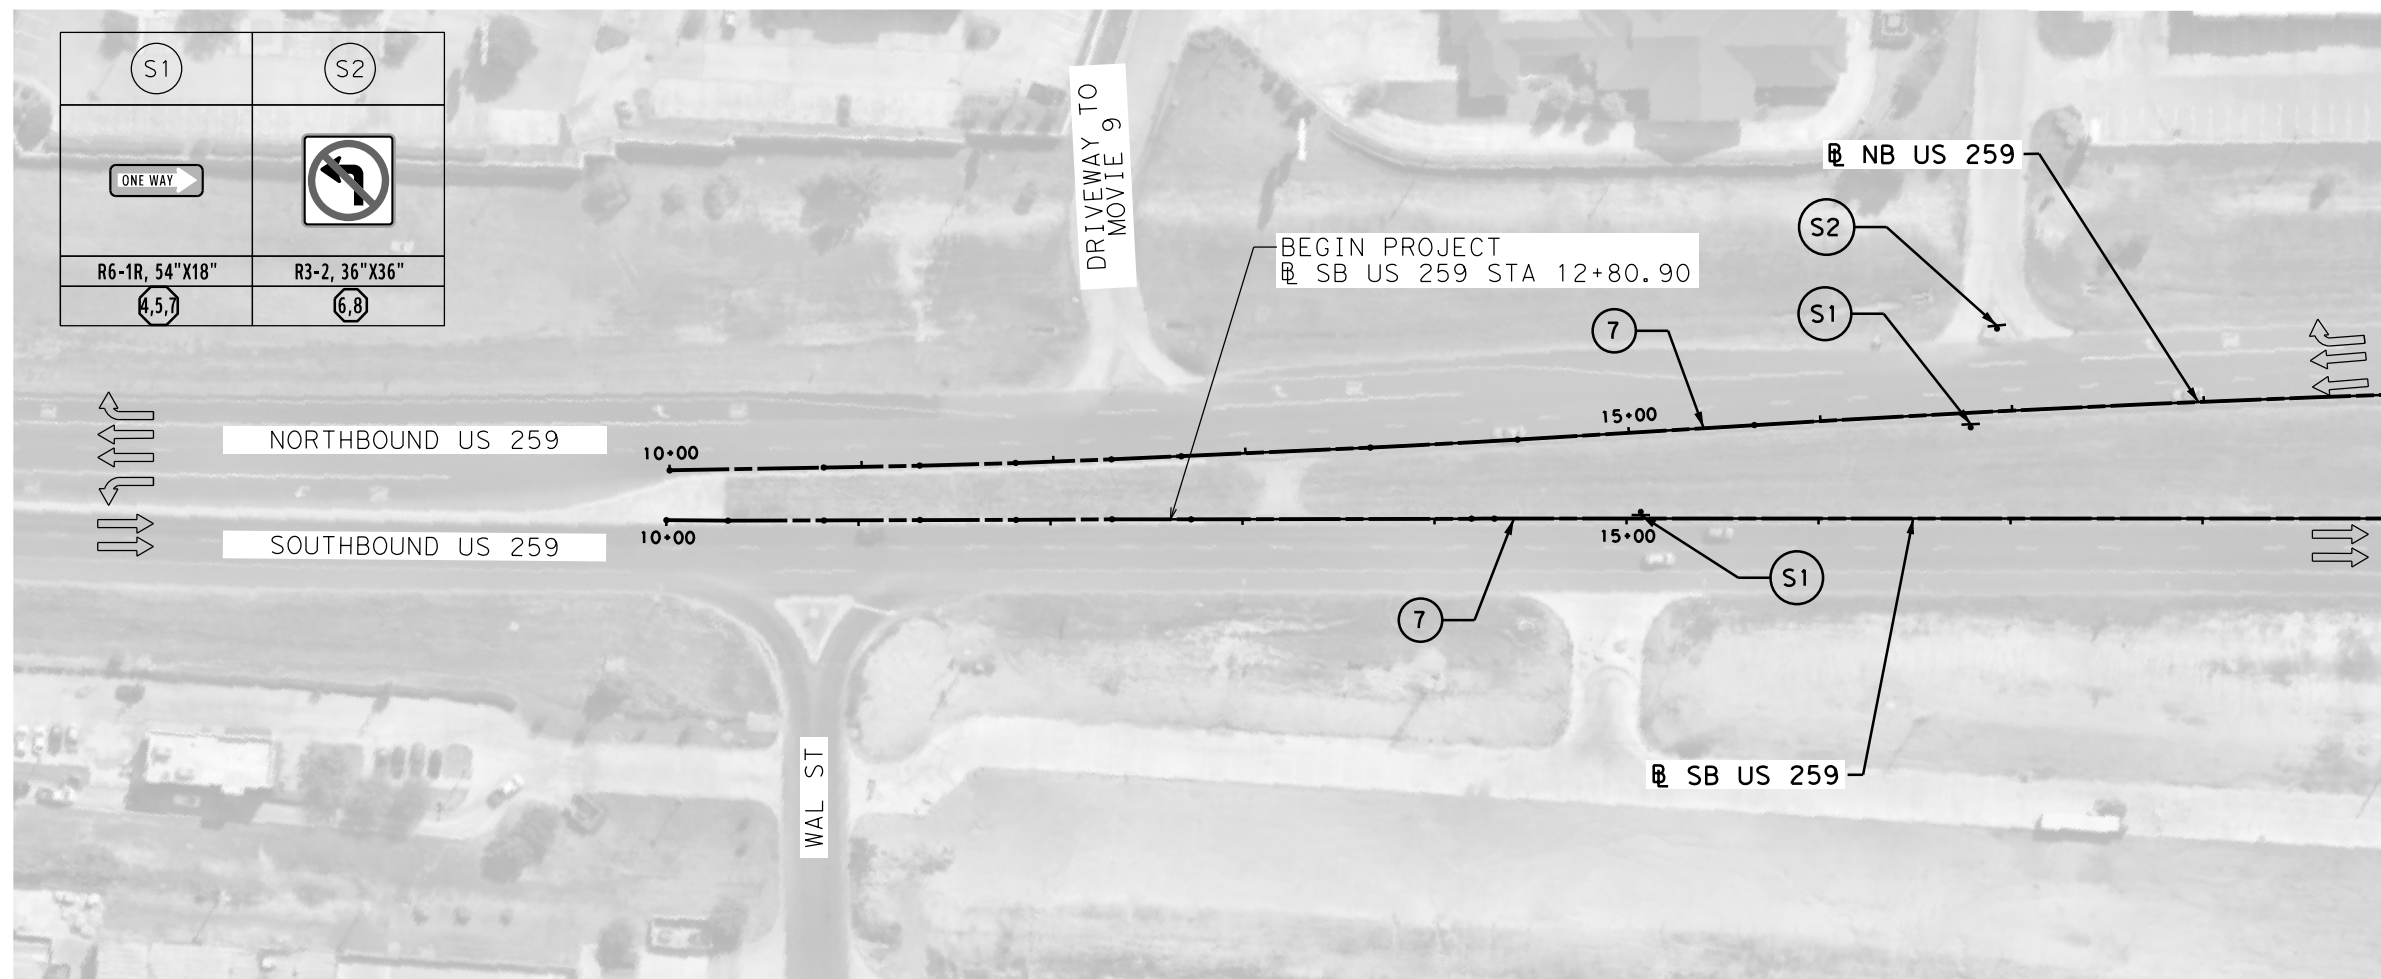 S1
S2
ONE WAY
R6-1R, 54"X18"
R3-2, 36"X36"
4,5,7
6,8
DRIVEWAY TO
MOVIE 9
BEGIN PROJECT
℄ SB US 259 STA 12+80.90
BL NB US 259
S2
S1
7
15+00
10+00
NORTHBOUND US 259
10+00
SOUTHBOUND US 259
15+00
S1
7
BL SB US 259
WAL ST